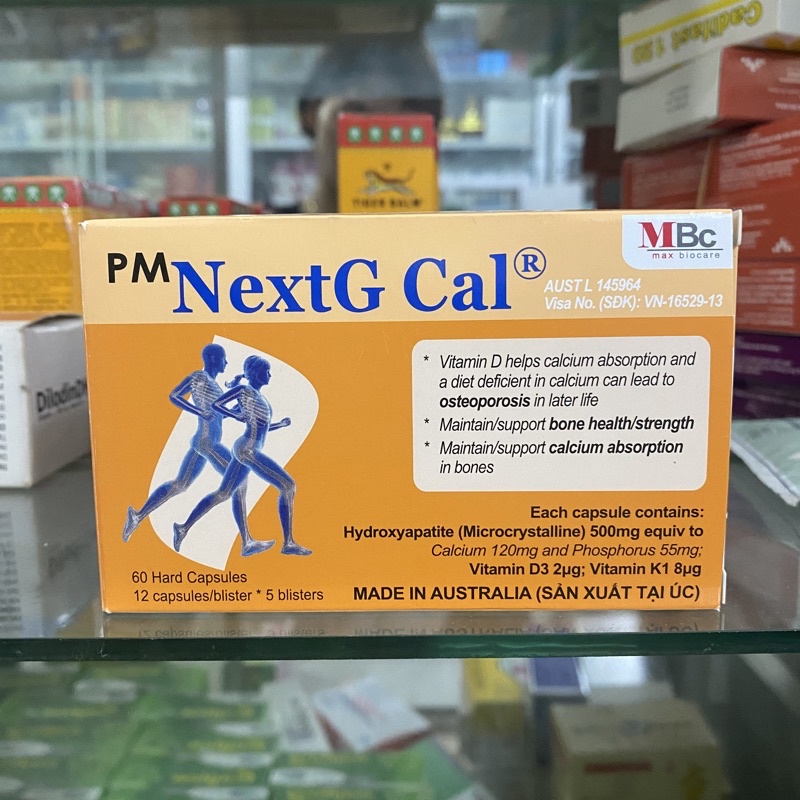 Cadifast 120
TIGER BALM
PM NextG Cal®
MBc
max biocare
AUST L 145964
Visa No. (SĐK): VN-16529-13
* Vitamin D helps calcium absorption and
a diet deficient in calcium can lead to
osteoporosis in later life
* Maintain/support bone health/strength
* Maintain/support calcium absorption
in bones
Each capsule contains:
Hydroxyapatite (Microcrystalline) 500mg equiv to
Calcium 120mg and Phosphorus 55mg;
Vitamin D3 2µg; Vitamin K1 8µg
60 Hard Capsules
12 capsules/blister * 5 blisters
MADE IN AUSTRALIA (SẢN XUẤT TẠI ÚC)